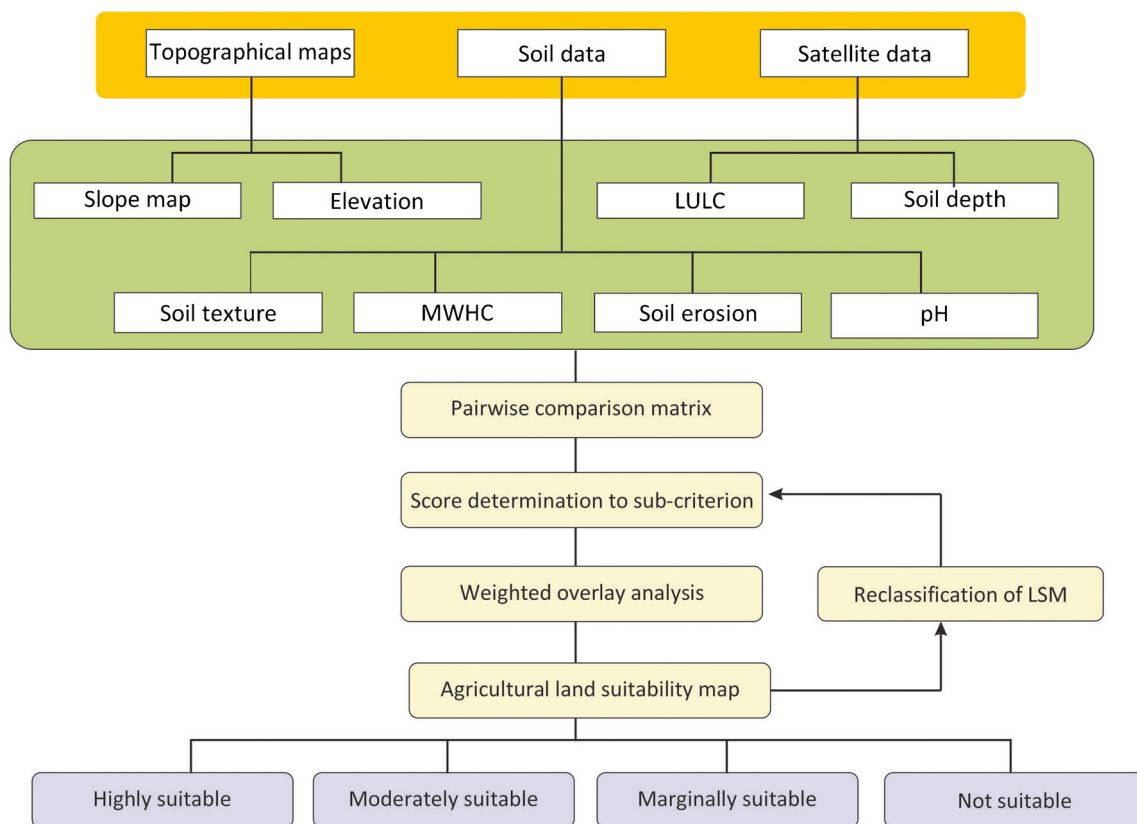 Topographical maps
Soil data
Satellite data
Slope map
Elevation
LULC
Soil depth
Soil texture
MWHC
Soil erosion
pH
Pairwise comparison matrix
Score determination to sub-criterion
Weighted overlay analysis
Reclassification of LSM
Agricultural land suitability map
Highly suitable
Moderately suitable
Marginally suitable
Not suitable